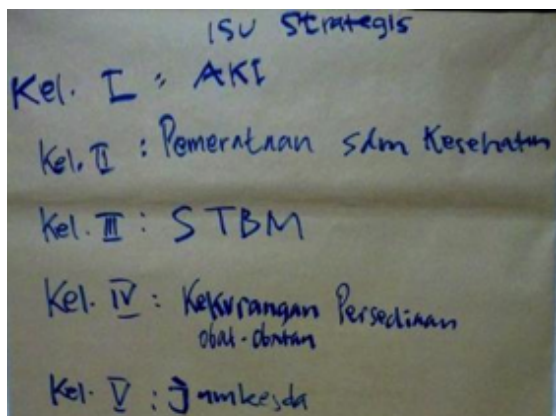 ISU Strategis
Kel. I : AKI
Kel. II : Pemerataan sdm Kesehatan
Kel. III : STBM
Kel. IV : Kekurangan Persediaan
obat-obatan
Kel. V : Jamkesda